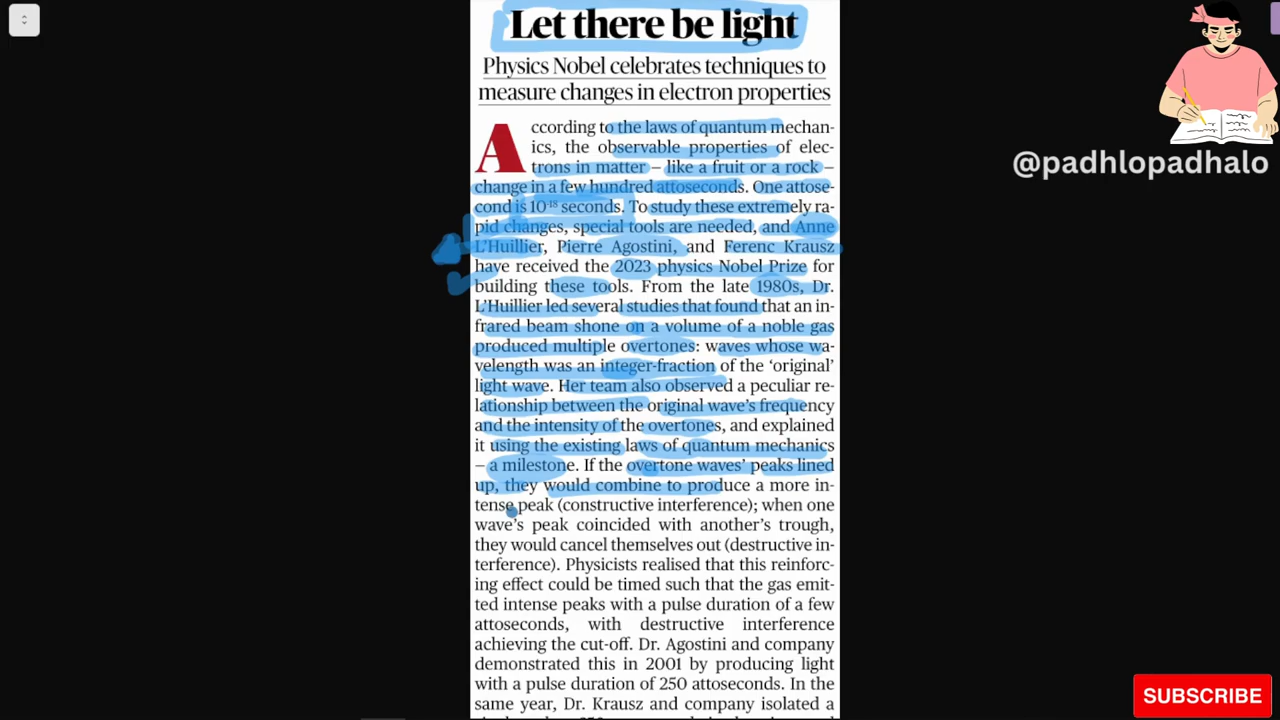 Let there be light
Physics Nobel celebrates techniques to
measure changes in electron properties
According to the laws of quantum mechan-
ics, the observable properties of elec-
trons in matter – like a fruit or a rock –
change in a few hundred attoseconds. One attose-
cond is 10⁻¹⁸ seconds. To study these extremely ra-
pid changes, special tools are needed, and Anne
L’Huillier, Pierre Agostini, and Ferenc Krausz
have received the 2023 physics Nobel Prize for
building these tools. From the late 1980s, Dr.
L’Huillier led several studies that found that an in-
frared beam shone on a volume of a noble gas
produced multiple overtones: waves whose wa-
velength was an integer-fraction of the ‘original’
light wave. Her team also observed a peculiar re-
lationship between the original wave’s frequency
and the intensity of the overtones, and explained
it using the existing laws of quantum mechanics
– a milestone. If the overtone waves’ peaks lined
up, they would combine to produce a more in-
tense peak (constructive interference); when one
wave’s peak coincided with another’s trough,
they would cancel themselves out (destructive in-
terference). Physicists realised that this reinforc-
ing effect could be timed such that the gas emit-
ted intense peaks with a pulse duration of a few
attoseconds, with destructive interference
achieving the cut-off. Dr. Agostini and company
demonstrated this in 2001 by producing light
with a pulse duration of 250 attoseconds. In the
same year, Dr. Krausz and company isolated a
@padhlopadhalo
SUBSCRIBE